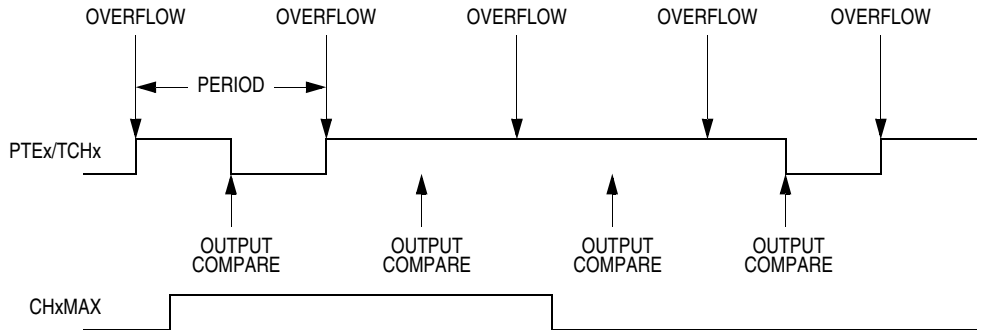 OVERFLOW OVERFLOW OVERFLOW OVERFLOW OVERFLOW
PERIOD
PTEx/TCHx
OUTPUT COMPARE
OUTPUT COMPARE
OUTPUT COMPARE
OUTPUT COMPARE
CHxMAX